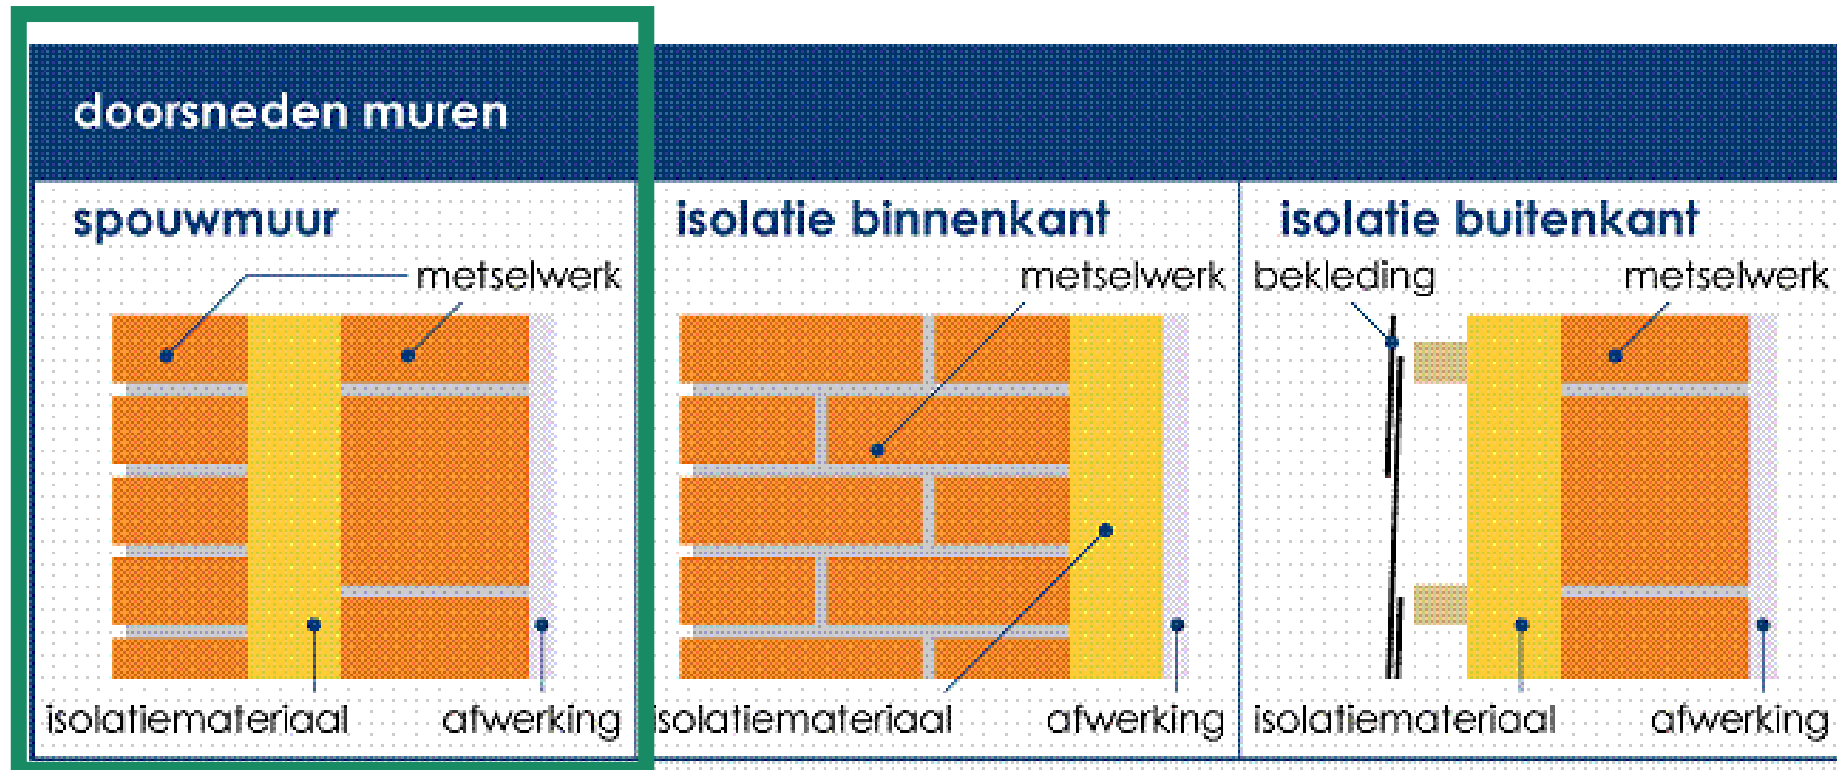 doorsneden muren
spouwmuur
metselwerk
isolatiemateriaal
afwerking
isolatie binnenkant
metselwerk
isolatiemateriaal
afwerking
isolatie buitenkant
bekleding
metselwerk
isolatiemateriaal
afwerking